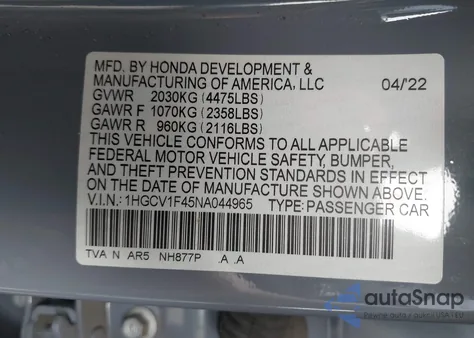 MFD. BY HONDA DEVELOPMENT &
MANUFACTURING OF AMERICA, LLC 04/22
GVWR 2030KG (4475LBS)
GAWR F 1070KG (2358LBS)
GAWR R 960KG (2116LBS)
THIS VEHICLE CONFORMS TO ALL APPLICABLE
FEDERAL MOTOR VEHICLE SAFETY, BUMPER,
AND THEFT PREVENTION STANDARDS IN EFFECT
ON THE DATE OF MANUFACTURE SHOWN ABOVE.
V.I.N.: 1HGCV1F45NA044965 TYPE: PASSENGER CAR
TVA N AR5 NH877P .A .A
autoSnap